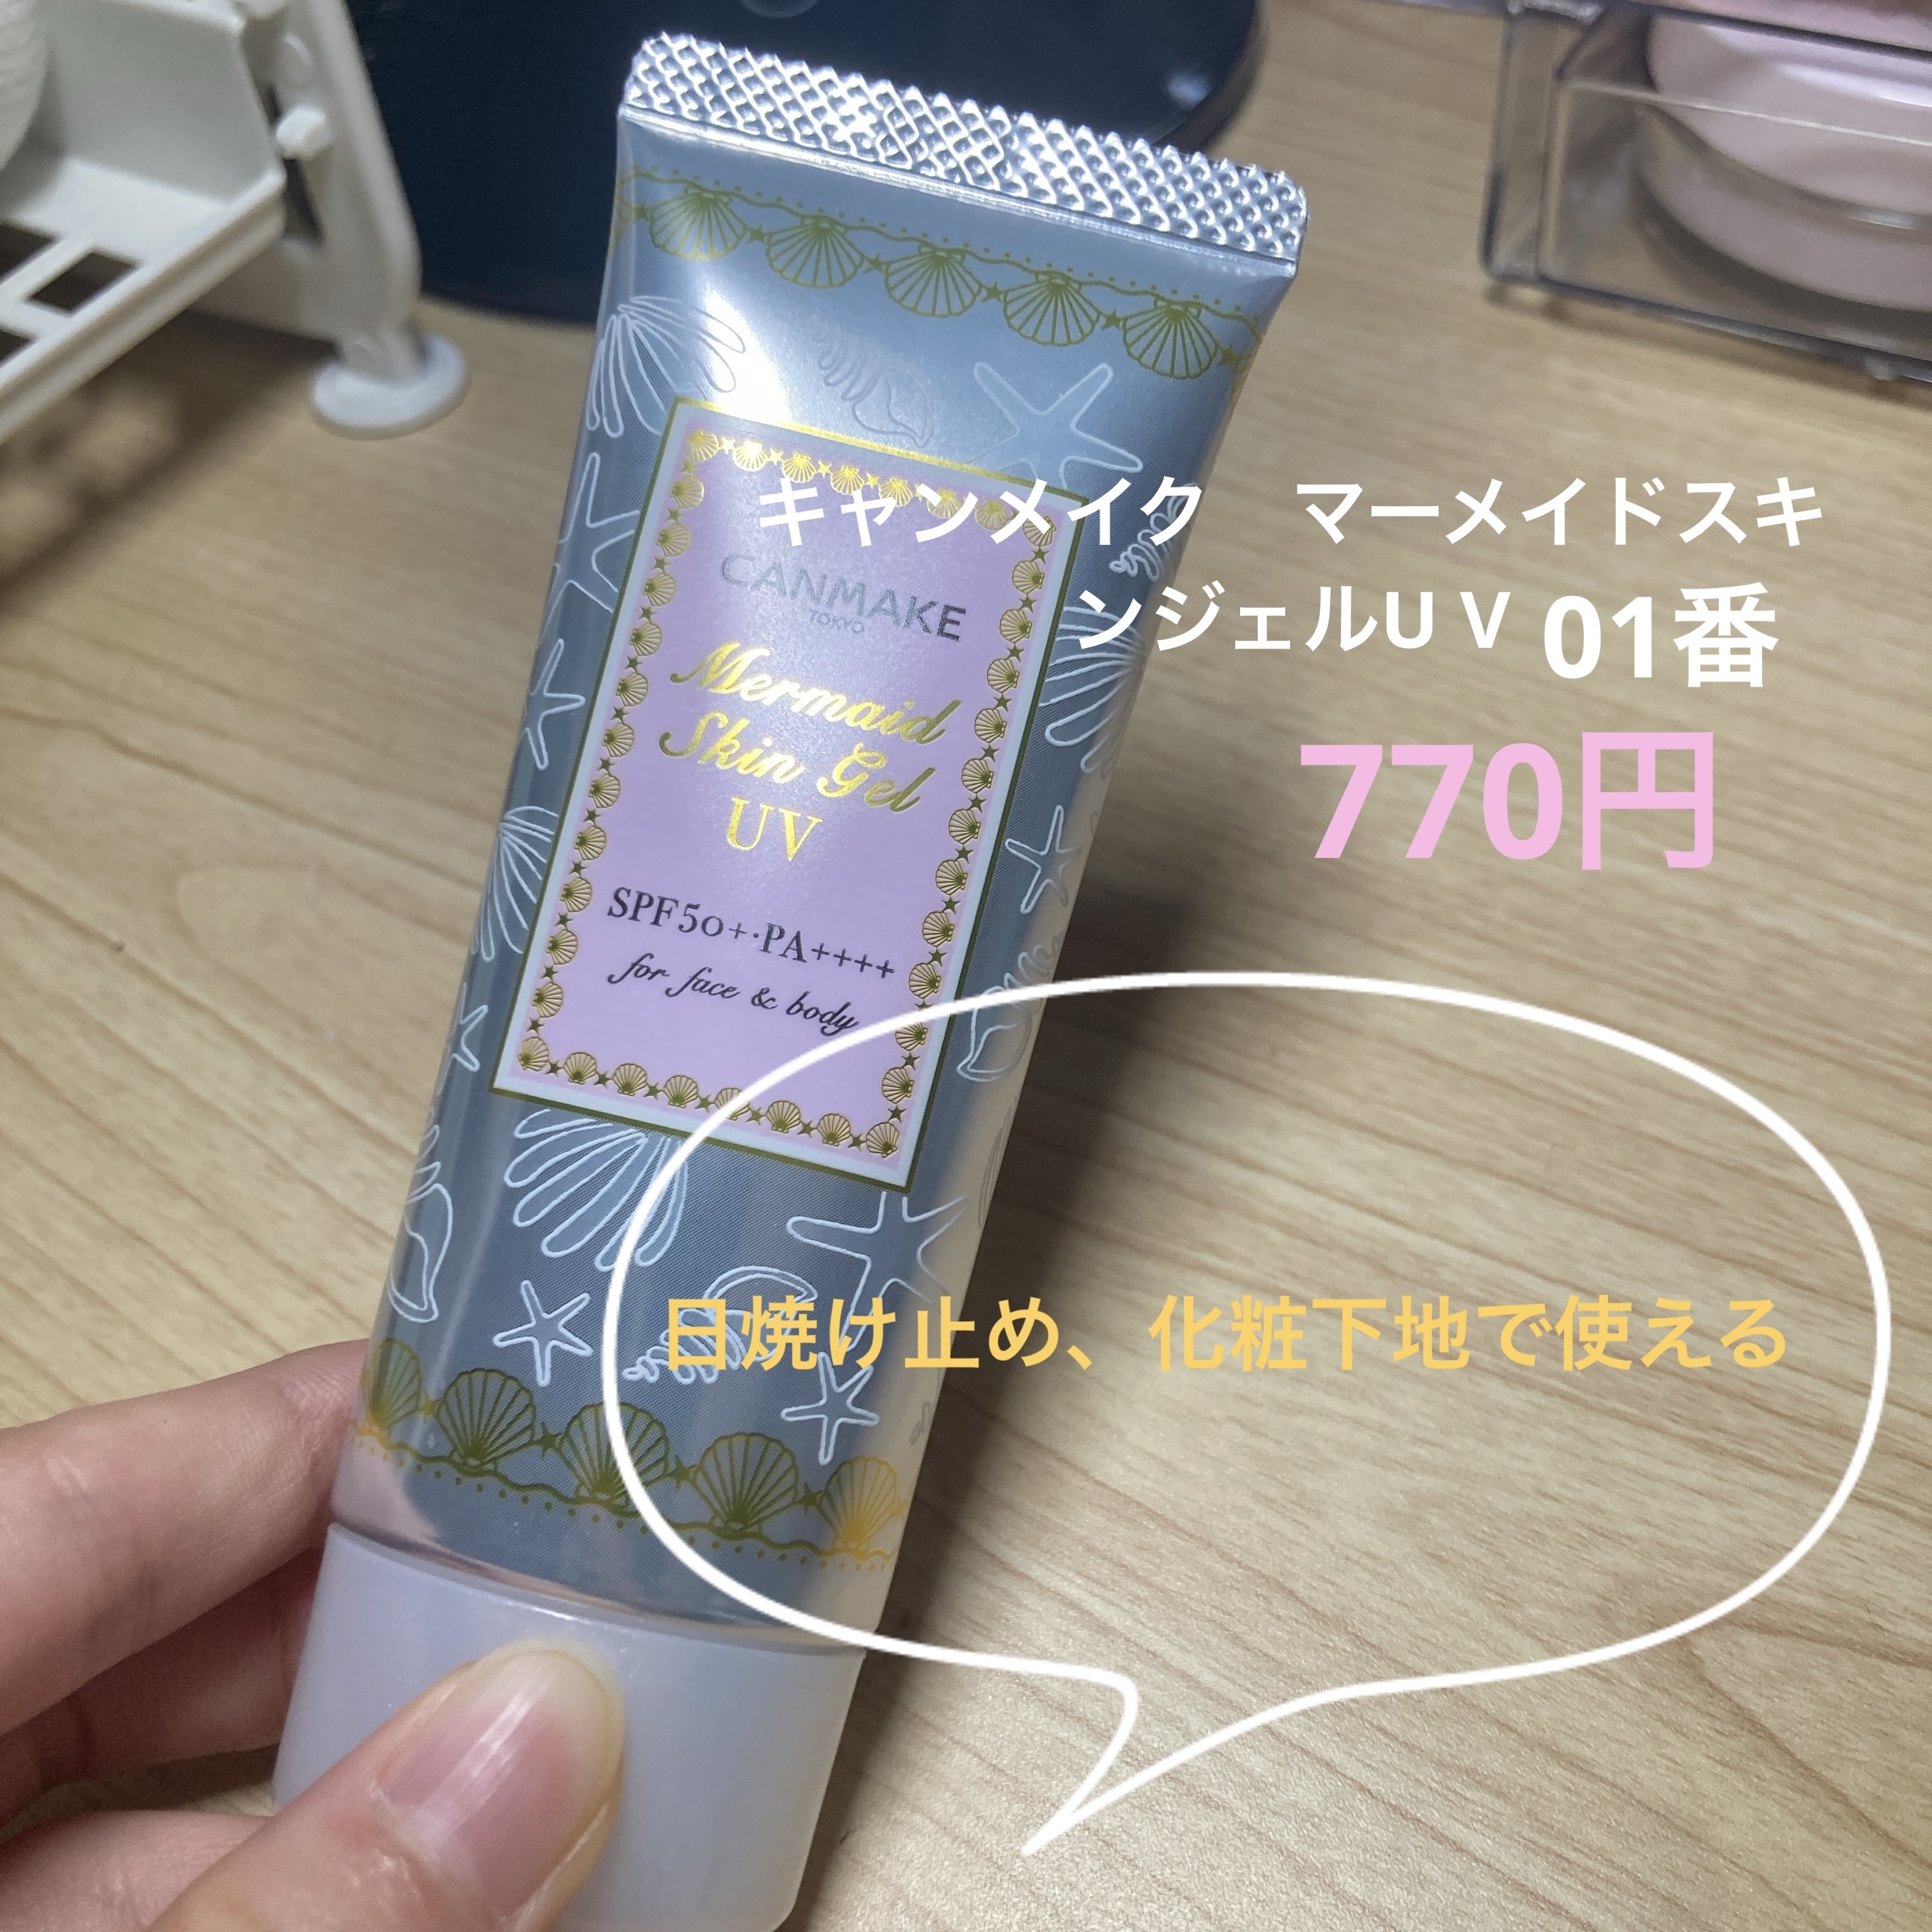 CANMAKE
TOKYO
Mermaid
Skin Gel
UV
SPF50+・PA++++
for face & body
キャンメイク　マーメイドスキ
ンジェルＵＶ 01番
770円
日焼け止め、化粧下地で使える